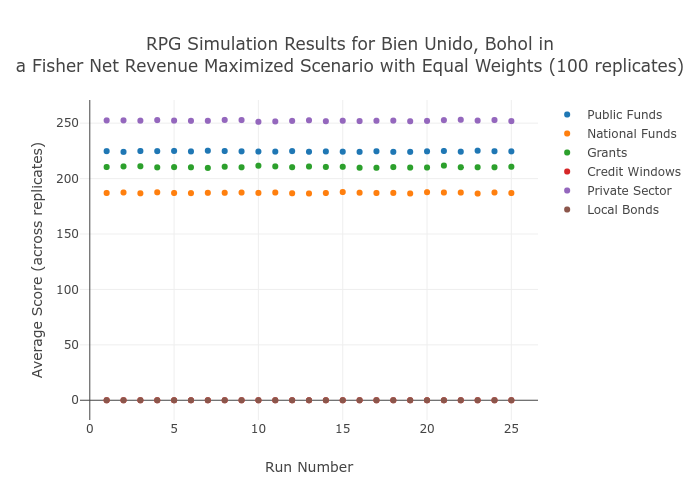 RPG Simulation Results for Bien Unido, Bohol in
a Fisher Net Revenue Maximized Scenario with Equal Weights (100 replicates)
Public Funds
National Funds
Grants
Credit Windows
Private Sector
Local Bonds
Average Score (across replicates)
250
200
150
100
50
0
0
5
10
15
20
25
Run Number